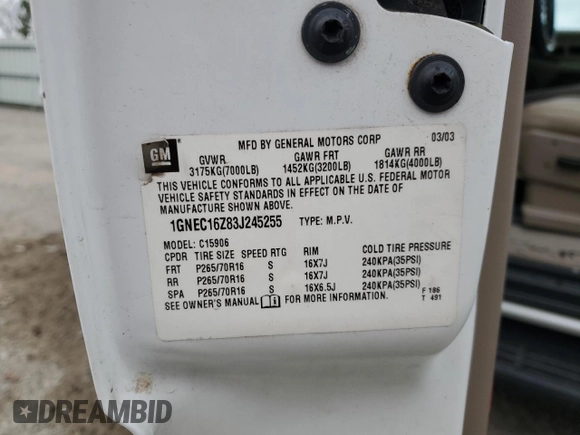 MFD BY GENERAL MOTORS CORP 03/03
GM
GVWR GAWR FRT GAWR RR
3175KG(7000LB) 1452KG(3200LB) 1814KG(4000LB)
THIS VEHICLE CONFORMS TO ALL APPLICABLE U.S. FEDERAL MOTOR
VEHICLE SAFETY STANDARDS IN EFFECT ON THE DATE OF
MANUFACTURE SHOWN ABOVE.
1GNEC16Z83J245255 TYPE: M.P.V.
MODEL: C15906
CPDR TIRE SIZE SPEED RTG RIM COLD TIRE PRESSURE
FRT P265/70R16 S 16X7J 240KPA(35PSI)
RR P265/70R16 S 16X7J 240KPA(35PSI)
SPA P265/70R16 S 16X6.5J 240KPA(35PSI)
SEE OWNER'S MANUAL FOR MORE INFORMATION.
F 186
T 491
DREAMBID